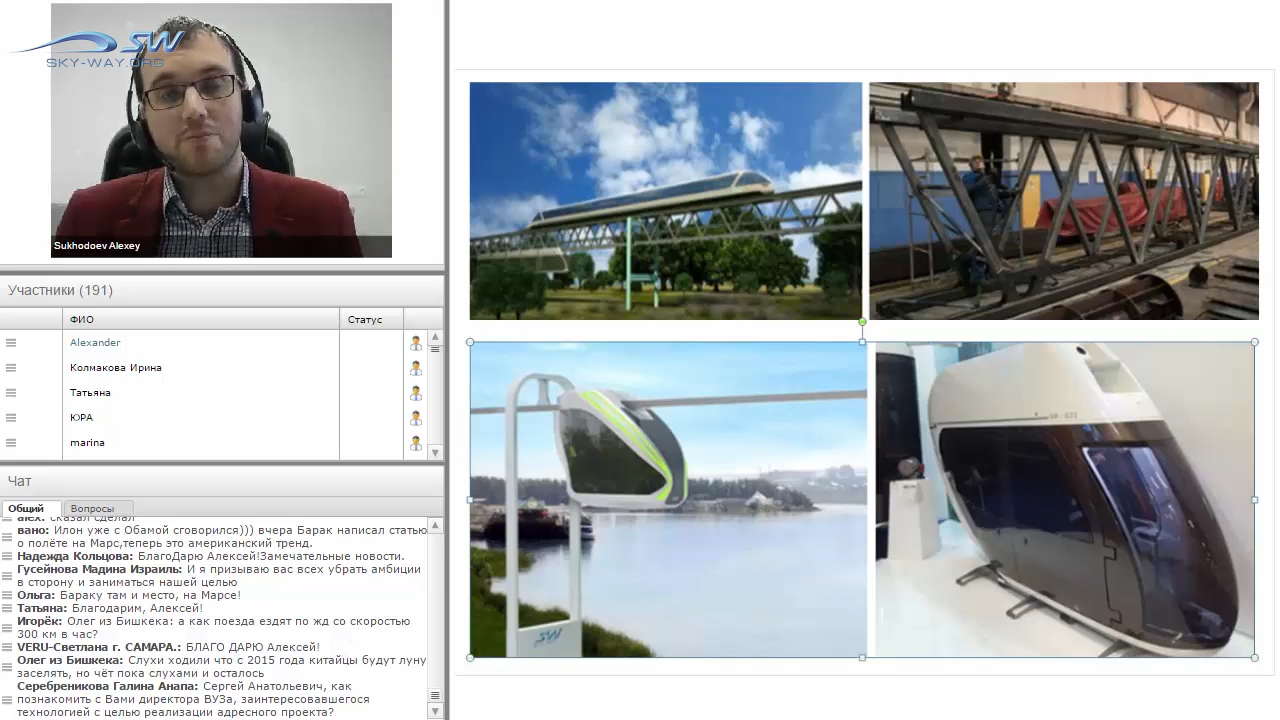 SW
SKY-WAY.ORG
Sukhodoev Alexey
Участники (191)
ФИО
Статус
Alexander
Колмакова Ирина
Татьяна
ЮРА
marina
Чат
Общий
Вопросы
alex: сказал сделал
вано: Илон уже с Обамой сговорился))) вчера Барак написал статью
о полёте на Марс,теперь это американский тренд.
Надежда Кольцова: БлагоДарю Алексей!Замечательные новости.
Гусейнова Мадина Израиль: И я призываю вас всех убрать амбиции
в сторону и заниматься нашей целью
Ольга: Бараку там и место, на Марсе!
Татьяна: Благодарим, Алексей!
Игорёк: Олег из Бишкека: а как поезда ездят по жд со скоростью
300 км в час?
VERU-Светлана г. САМАРА.: БЛАГО ДАРЮ Алексей!
Олег из Бишкека: Слухи ходили что с 2015 года китайцы будут луну
заселять, но чёт пока слухами и осталось
Серебреникова Галина Анапа: Сергей Анатольевич, как
познакомить с Вами директора ВУЗа, заинтересовавшегося
технологией с целью реализации адресного проекта?
SW